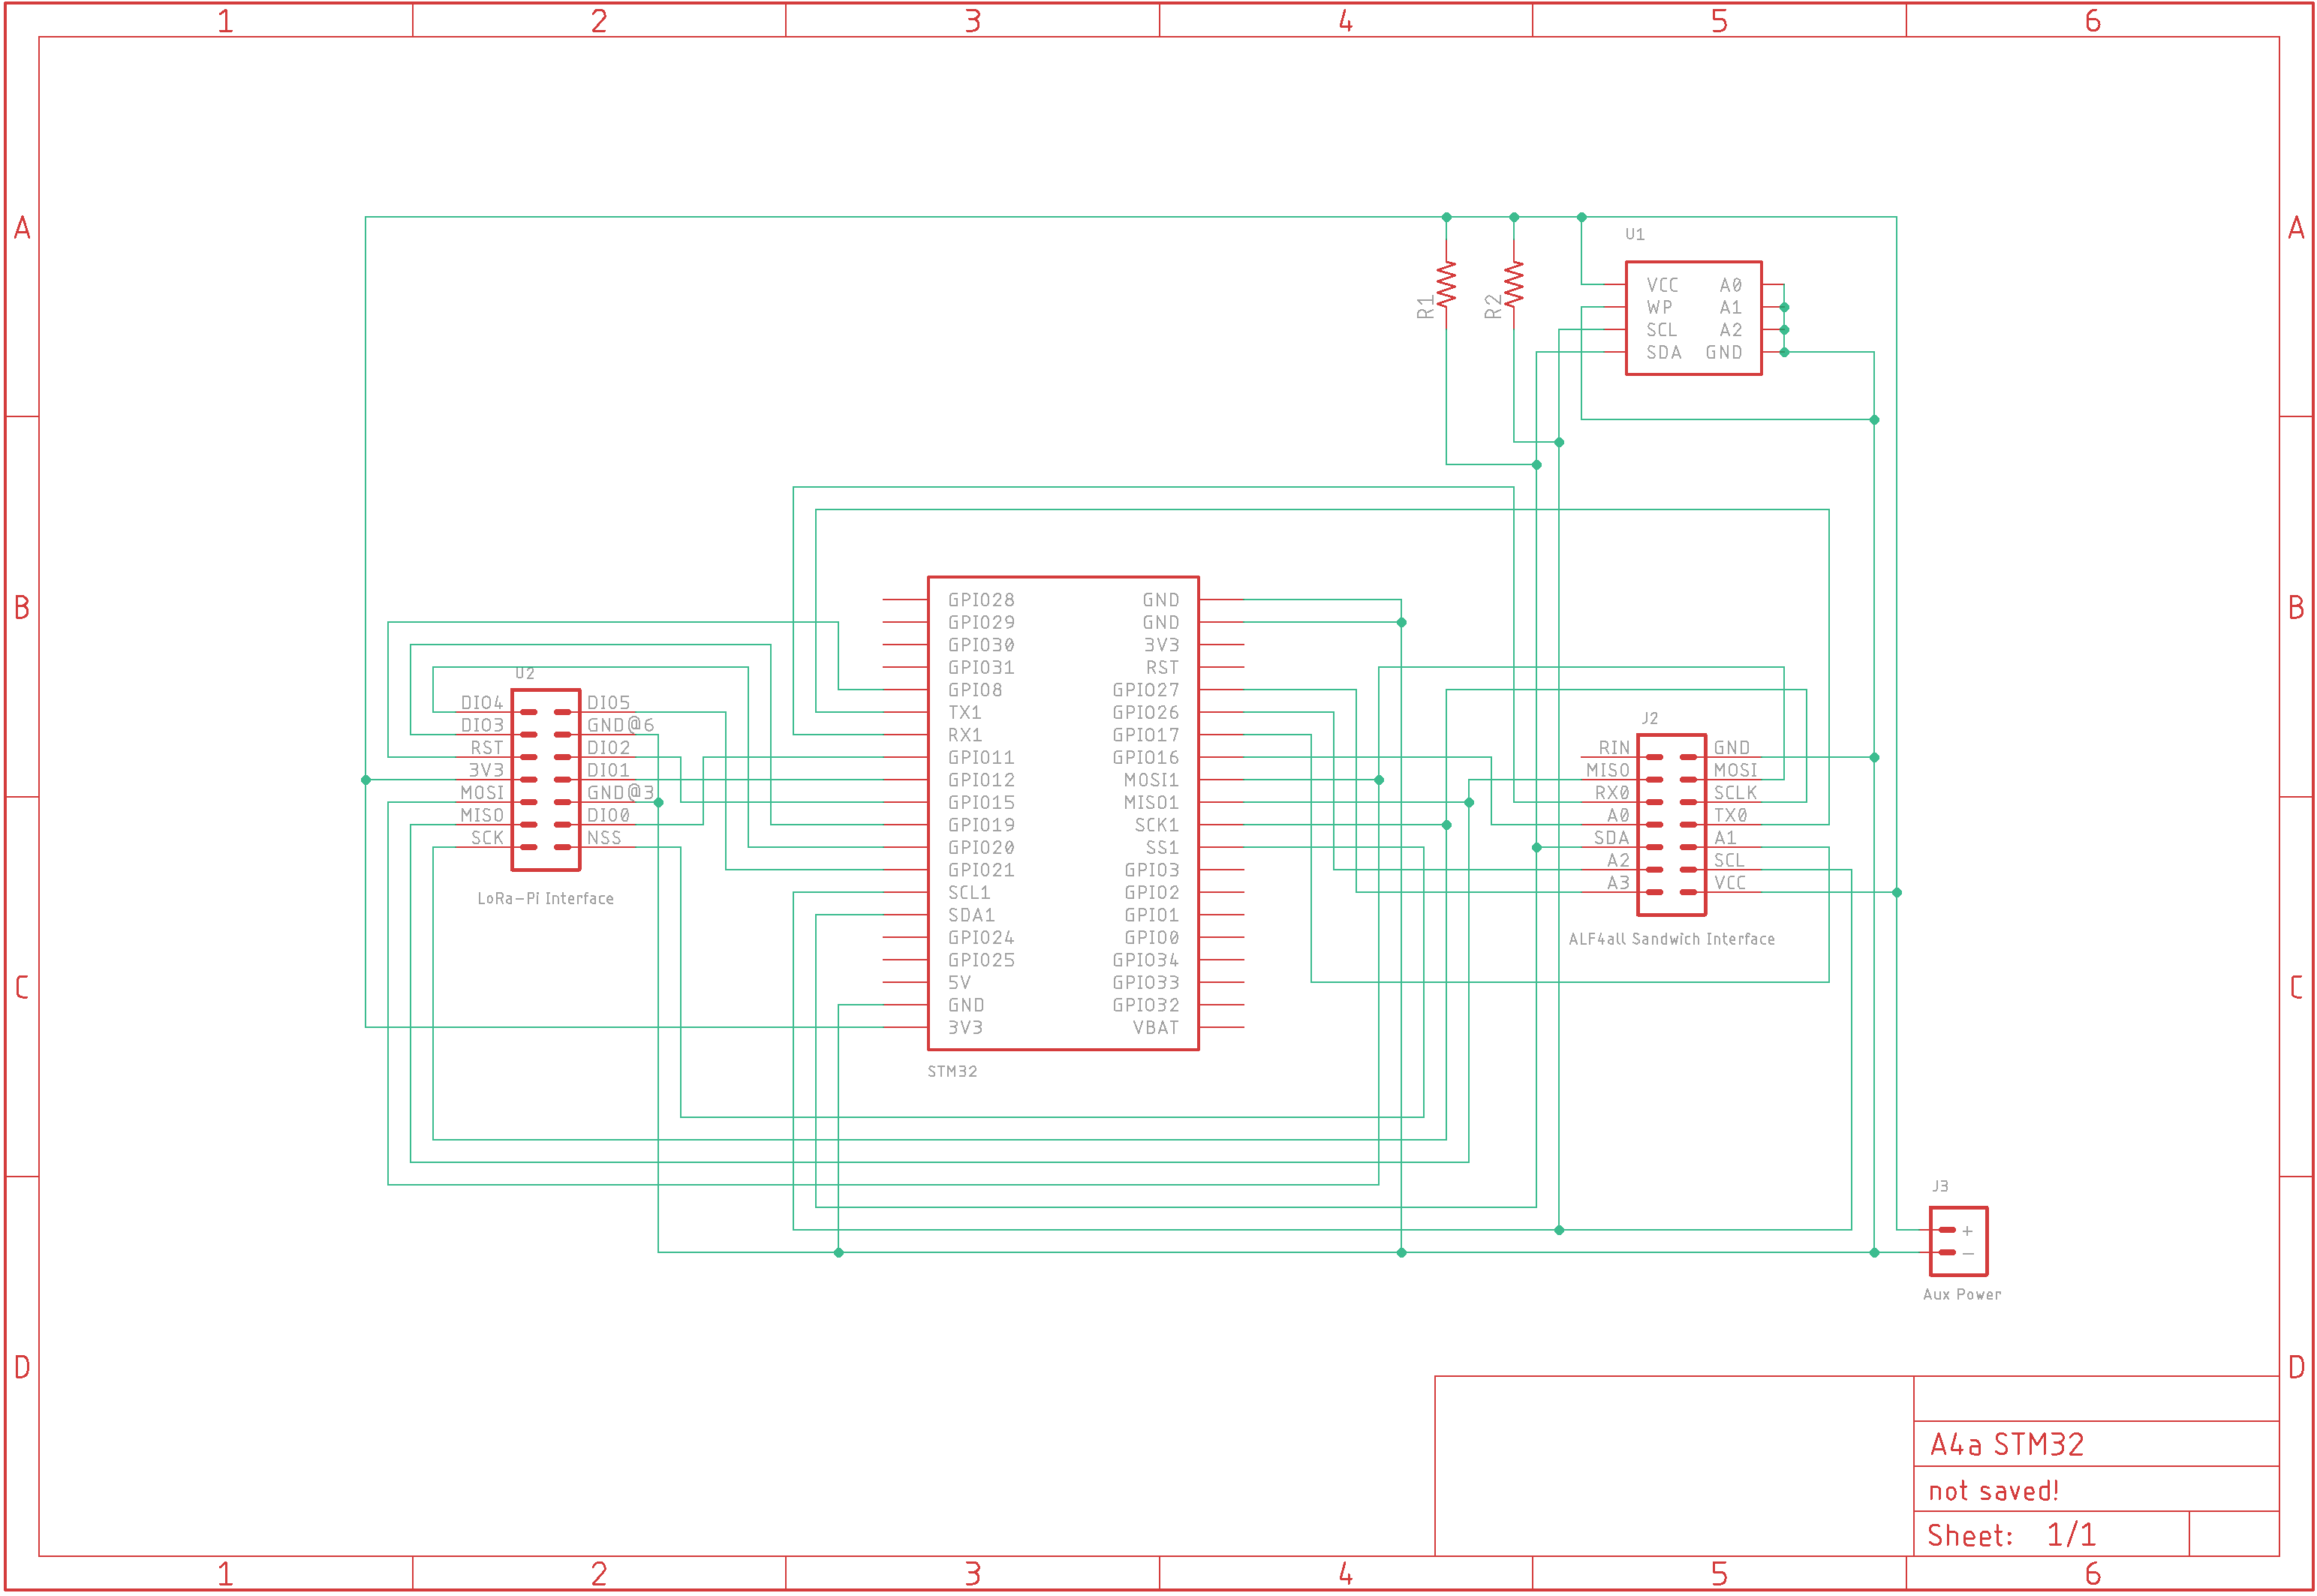 1 2 3 4 5 6
A A
U1
VCC A0
WP A1
SCL A2
SDA GND
R1 R2
B B
GPIO28 GND
GPIO29 GND
GPIO30 3V3
GPIO31 RST
GPIO8 GPIO27
TX1 GPIO26
RX1 GPIO17
GPIO11 GPIO16
GPIO12 MOSI1
GPIO15 MISO1
GPIO19 SCK1
GPIO20 SS1
GPIO21 GPIO3
SCL1 GPIO2
SDA1 GPIO1
GPIO24 GPIO0
GPIO25 GPIO34
5V GPIO33
GND GPIO32
3V3 VBAT
STM32
U2
DIO4 DIO5
DIO3 GND@6
RST DIO2
3V3 DIO1
MOSI GND@3
MISO DIO0
SCK NSS
LoRa-Pi Interface
J2
RIN GND
MISO MOSI
RX0 SCLK
A0 TX0
SDA A1
A2 SCL
A3 VCC
ALF4all Sandwich Interface
C C
J3
+
−
Aux Power
D D
A4a STM32
not saved!
Sheet: 1/1
1 2 3 4 5 6